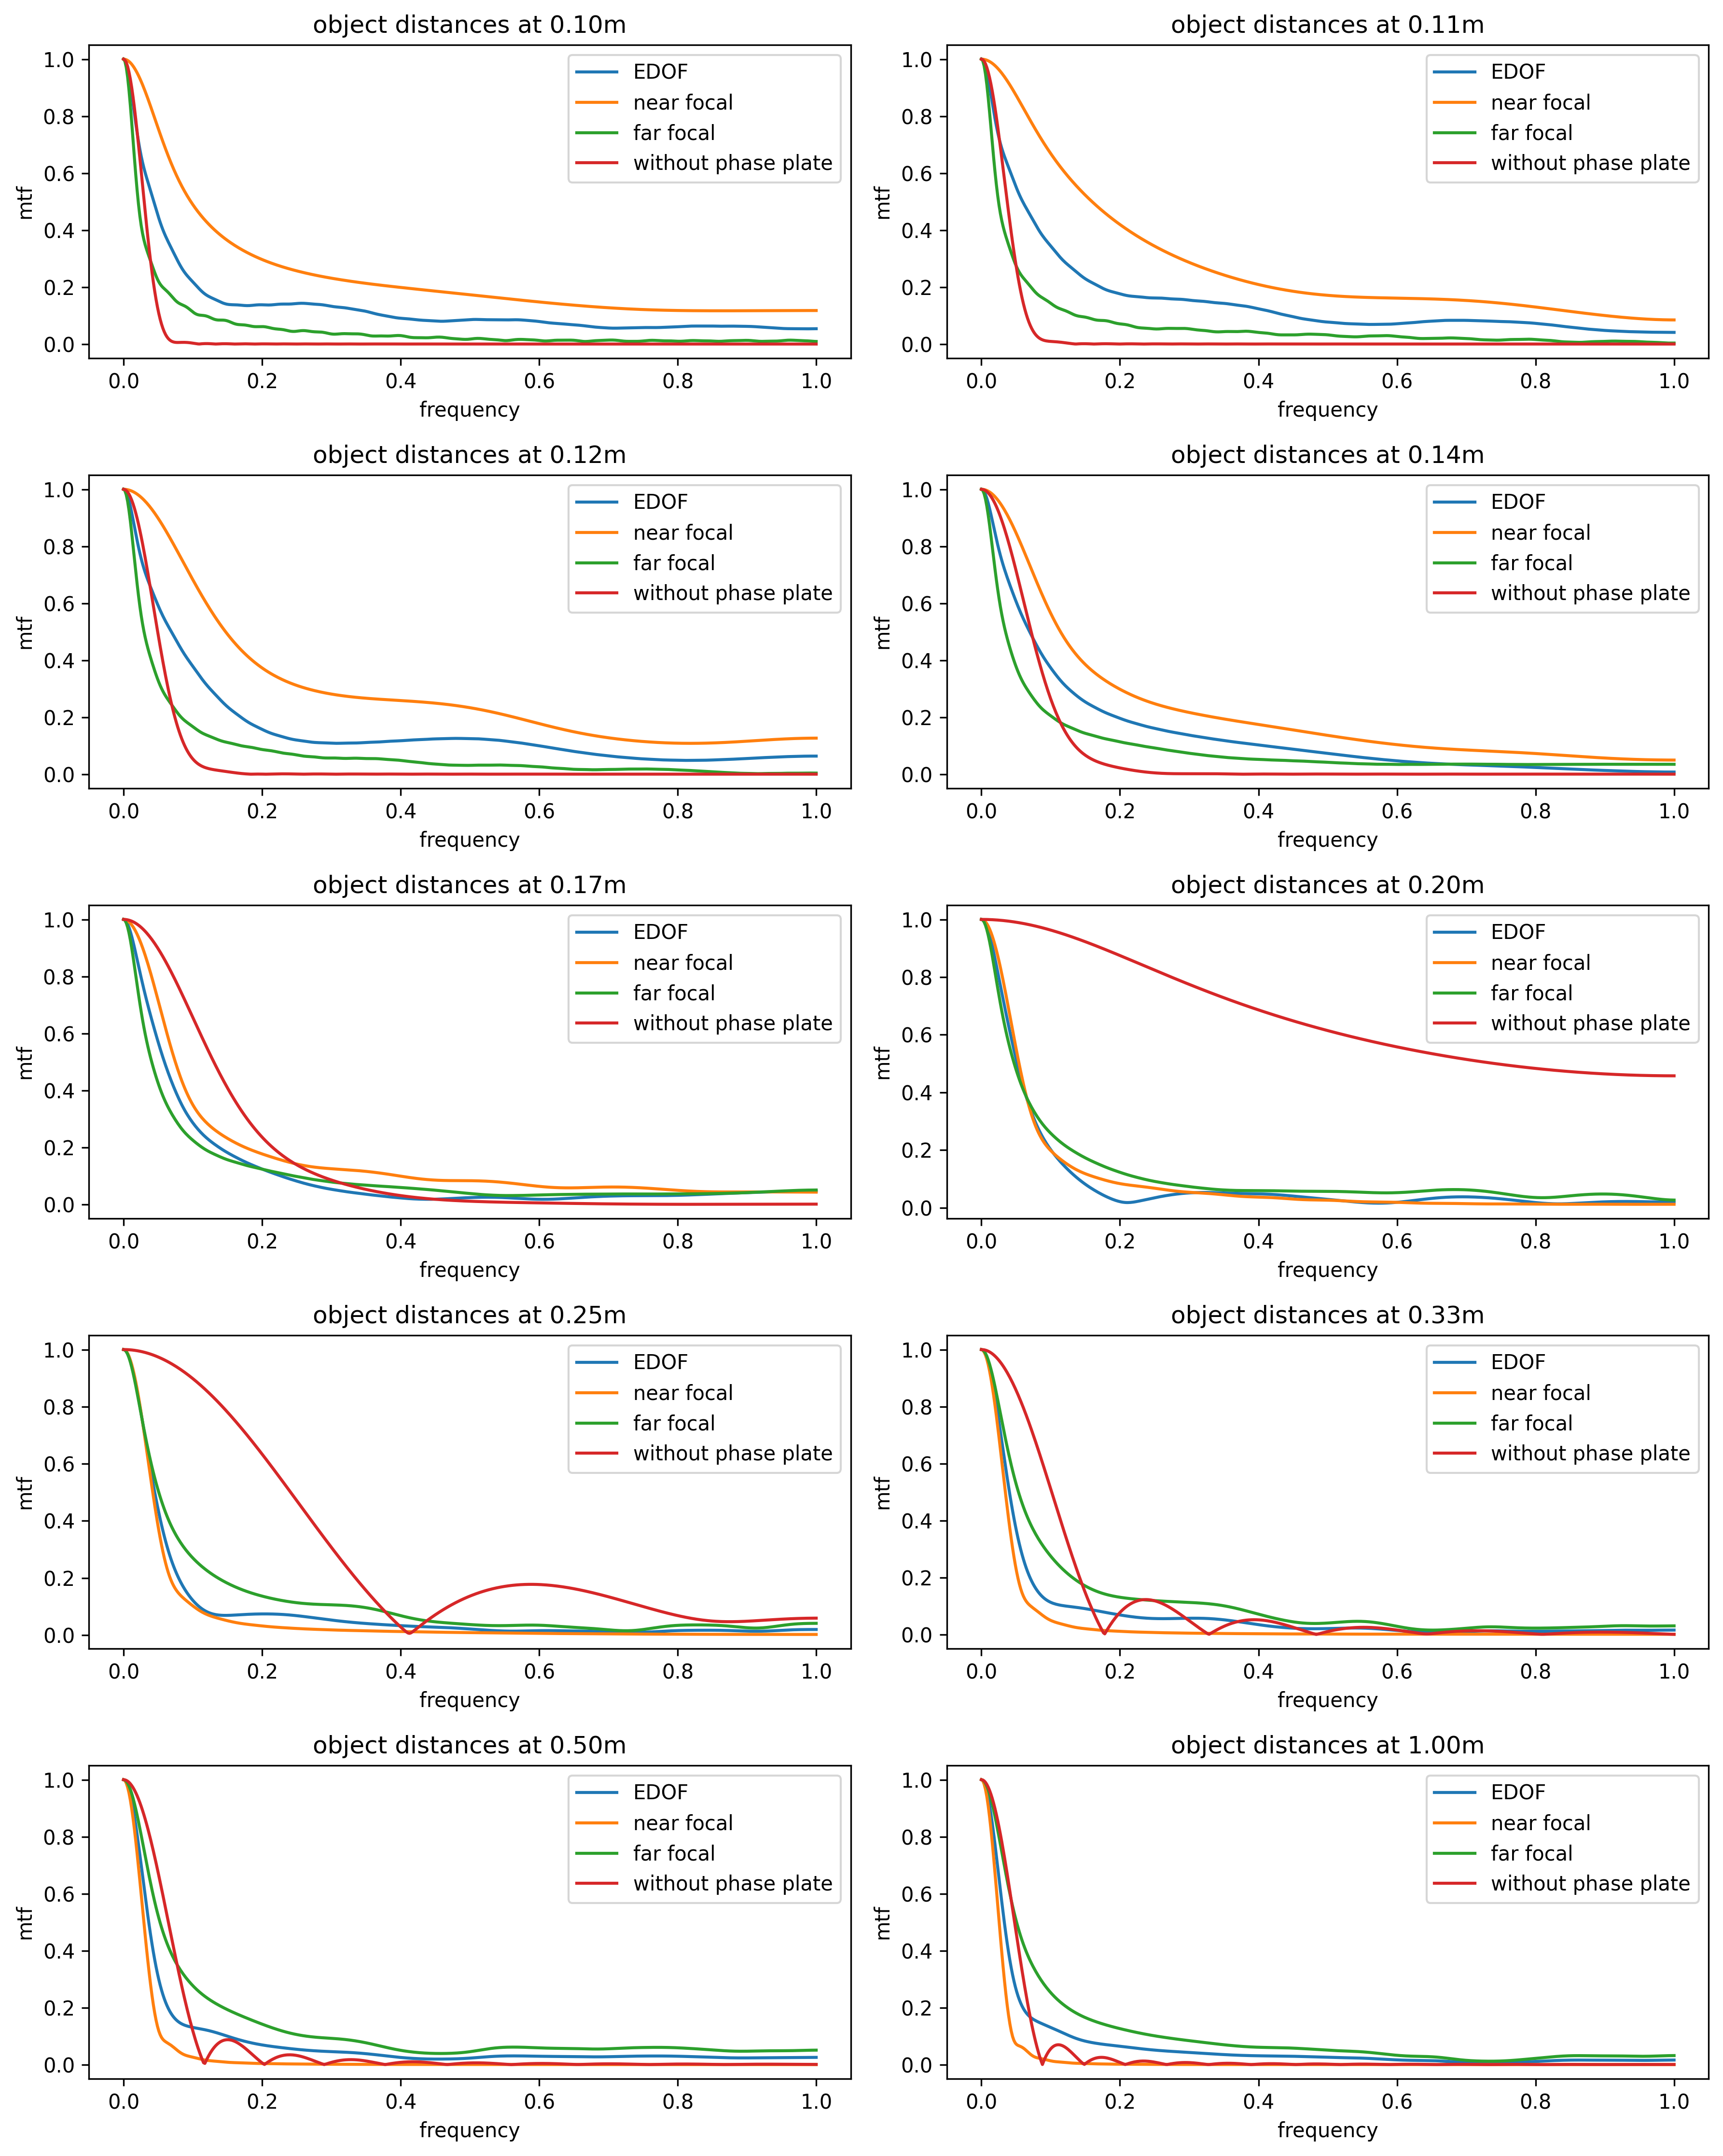 object distances at 0.10m
1.0
0.8
0.6
0.4
0.2
0.0
mtf
EDOF
near focal
far focal
without phase plate
0.0 0.2 0.4 0.6 0.8 1.0
frequency
object distances at 0.11m
1.0
0.8
0.6
0.4
0.2
0.0
mtf
EDOF
near focal
far focal
without phase plate
0.0 0.2 0.4 0.6 0.8 1.0
frequency
object distances at 0.12m
1.0
0.8
0.6
0.4
0.2
0.0
mtf
EDOF
near focal
far focal
without phase plate
0.0 0.2 0.4 0.6 0.8 1.0
frequency
object distances at 0.14m
1.0
0.8
0.6
0.4
0.2
0.0
mtf
EDOF
near focal
far focal
without phase plate
0.0 0.2 0.4 0.6 0.8 1.0
frequency
object distances at 0.17m
1.0
0.8
0.6
0.4
0.2
0.0
mtf
EDOF
near focal
far focal
without phase plate
0.0 0.2 0.4 0.6 0.8 1.0
frequency
object distances at 0.20m
1.0
0.8
0.6
0.4
0.2
0.0
mtf
EDOF
near focal
far focal
without phase plate
0.0 0.2 0.4 0.6 0.8 1.0
frequency
object distances at 0.25m
1.0
0.8
0.6
0.4
0.2
0.0
mtf
EDOF
near focal
far focal
without phase plate
0.0 0.2 0.4 0.6 0.8 1.0
frequency
object distances at 0.33m
1.0
0.8
0.6
0.4
0.2
0.0
mtf
EDOF
near focal
far focal
without phase plate
0.0 0.2 0.4 0.6 0.8 1.0
frequency
object distances at 0.50m
1.0
0.8
0.6
0.4
0.2
0.0
mtf
EDOF
near focal
far focal
without phase plate
0.0 0.2 0.4 0.6 0.8 1.0
frequency
object distances at 1.00m
1.0
0.8
0.6
0.4
0.2
0.0
mtf
EDOF
near focal
far focal
without phase plate
0.0 0.2 0.4 0.6 0.8 1.0
frequency